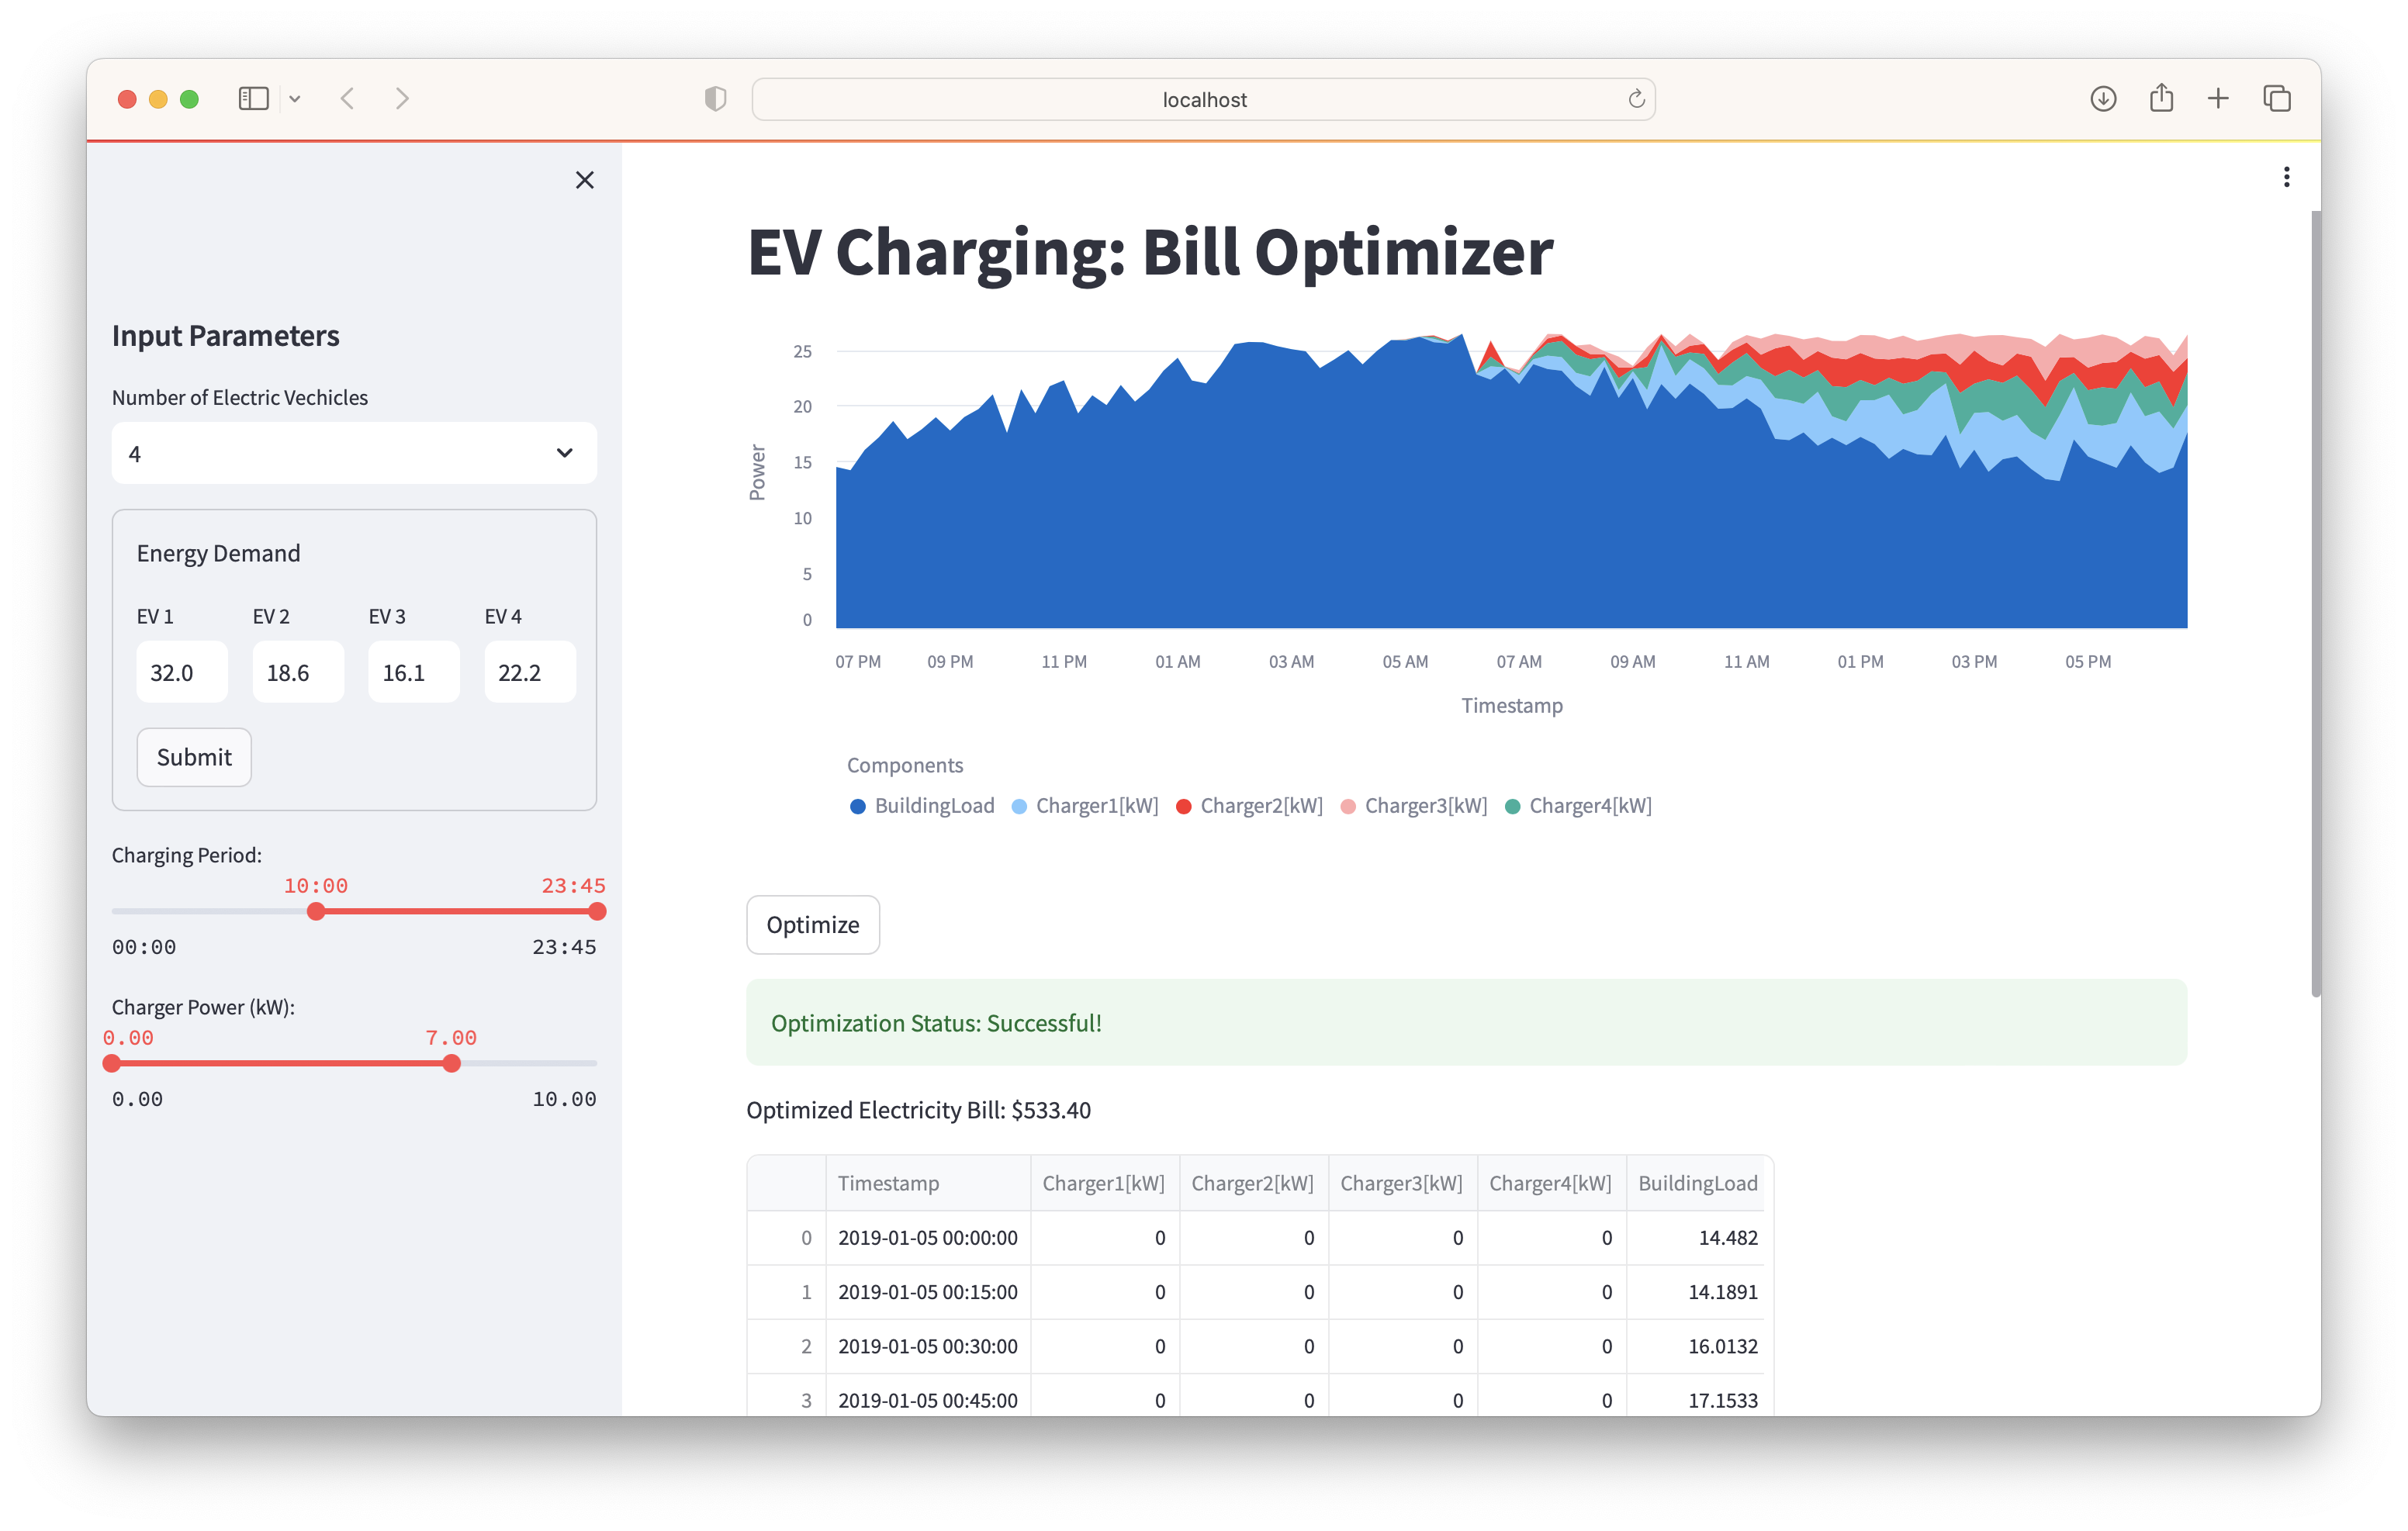 localhost
Input Parameters
Number of Electric Vechicles
4
Energy Demand
EV 1 EV 2 EV 3 EV 4
32.0 18.6 16.1 22.2
Submit
Charging Period:
10:00 23:45
00:00 23:45
Charger Power (kW):
0.00 7.00
0.00 10.00
EV Charging: Bill Optimizer
Power
25
20
15
10
5
0
07 PM 09 PM 11 PM 01 AM 03 AM 05 AM 07 AM 09 AM 11 AM 01 PM 03 PM 05 PM
Timestamp
Components
BuildingLoad Charger1[kW] Charger2[kW] Charger3[kW] Charger4[kW]
Optimize
Optimization Status: Successful!
Optimized Electricity Bill: $533.40
Timestamp Charger1[kW] Charger2[kW] Charger3[kW] Charger4[kW] BuildingLoad
0 2019-01-05 00:00:00 0 0 0 0 14.482
1 2019-01-05 00:15:00 0 0 0 0 14.1891
2 2019-01-05 00:30:00 0 0 0 0 16.0132
3 2019-01-05 00:45:00 0 0 0 0 17.1533